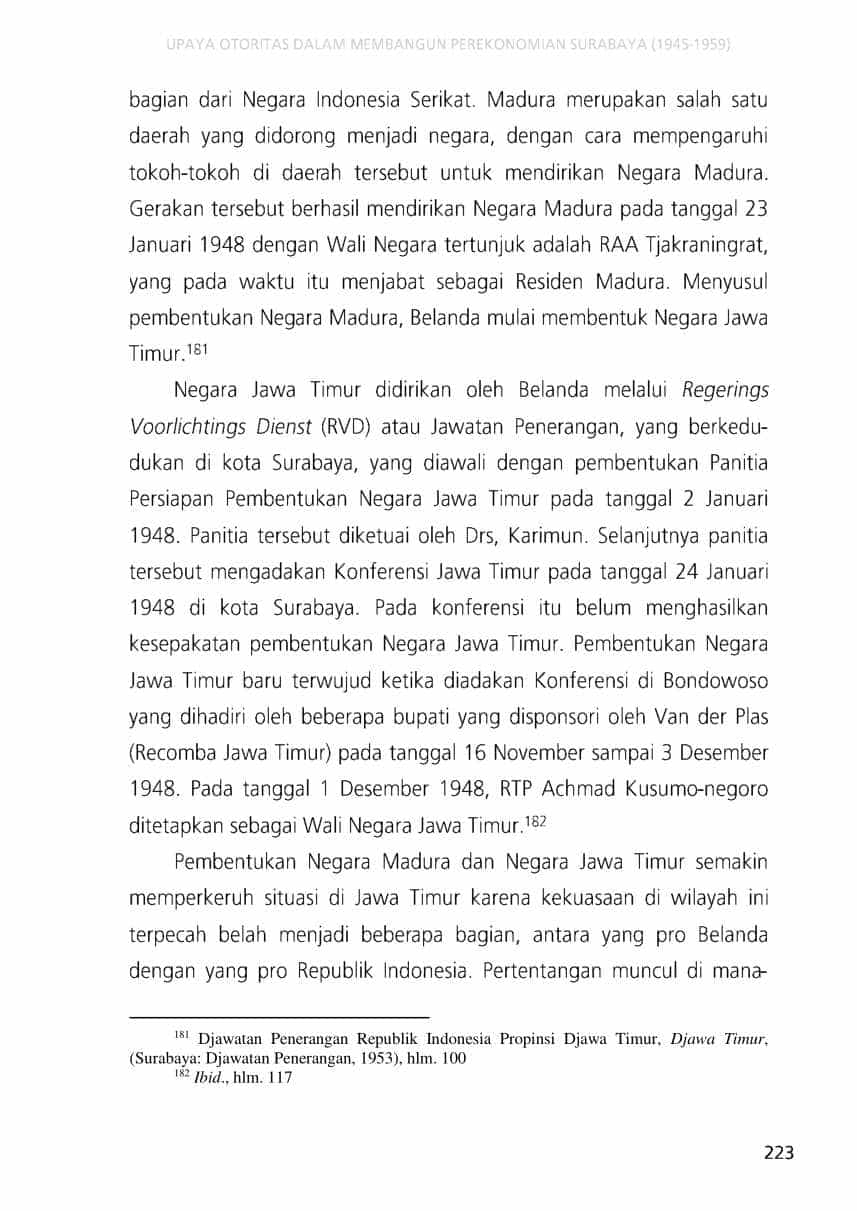 UPAYA OTORITAS DALAM MEMBANGUN PEREKONOMIAN SURABAYA (1945-1959)
bagian dari Negara Indonesia Serikat. Madura merupakan salah satu
daerah yang didorong menjadi negara, dengan cara mempengaruhi
tokoh-tokoh di daerah tersebut untuk mendirikan Negara Madura.
Gerakan tersebut berhasil mendirikan Negara Madura pada tanggal 23
Januari 1948 dengan Wali Negara tertunjuk adalah RAA Tjakraningrat,
yang pada waktu itu menjabat sebagai Residen Madura. Menyusul
pembentukan Negara Madura, Belanda mulai membentuk Negara Jawa
Timur.181
Negara Jawa Timur didirikan oleh Belanda melalui Regerings
Voorlichtings Dienst (RVD) atau Jawatan Penerangan, yang berkedu-
dukan di kota Surabaya, yang diawali dengan pembentukan Panitia
Persiapan Pembentukan Negara Jawa Timur pada tanggal 2 Januari
1948. Panitia tersebut diketuai oleh Drs, Karimun. Selanjutnya panitia
tersebut mengadakan Konferensi Jawa Timur pada tanggal 24 Januari
1948 di kota Surabaya. Pada konferensi itu belum menghasilkan
kesepakatan pembentukan Negara Jawa Timur. Pembentukan Negara
Jawa Timur baru terwujud ketika diadakan Konferensi di Bondowoso
yang dihadiri oleh beberapa bupati yang disponsori oleh Van der Plas
(Recomba Jawa Timur) pada tanggal 16 November sampai 3 Desember
1948. Pada tanggal 1 Desember 1948, RTP Achmad Kusumo-negoro
ditetapkan sebagai Wali Negara Jawa Timur.182
Pembentukan Negara Madura dan Negara Jawa Timur semakin
memperkeruh situasi di Jawa Timur karena kekuasaan di wilayah ini
terpecah belah menjadi beberapa bagian, antara yang pro Belanda
dengan yang pro Republik Indonesia. Pertentangan muncul di mana-
181 Djawatan Penerangan Republik Indonesia Propinsi Djawa Timur, Djawa Timur,
(Surabaya: Djawatan Penerangan, 1953), hlm. 100
182 Ibid., hlm. 117
223